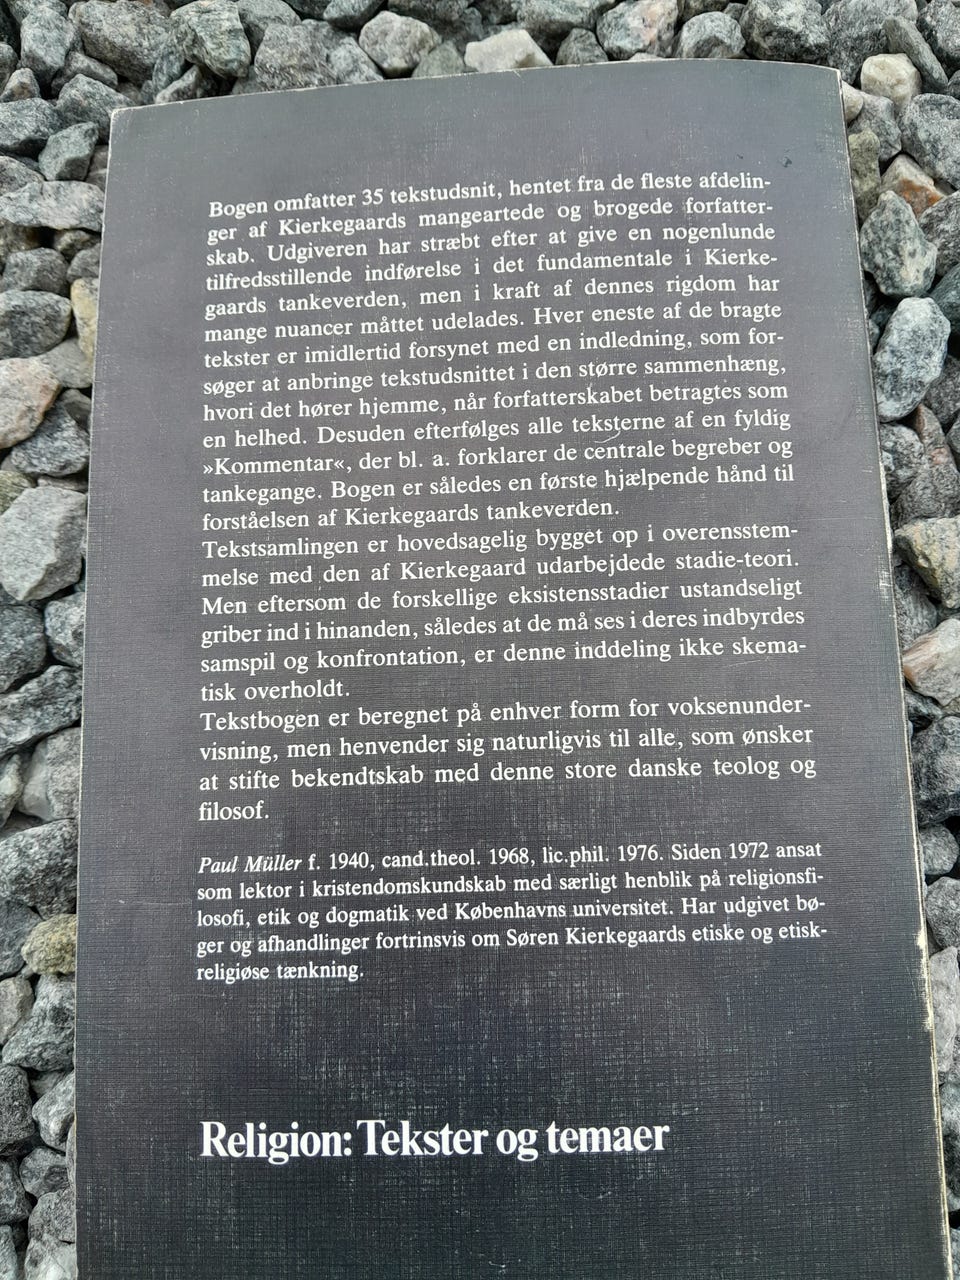 Bogen omfatter 35 tekstudsnit, hentet fra de fleste afdelin-
ger af Kierkegaards mangeartede og brogede forfatter-
skab. Udgiveren har stræbt efter at give en nogenlunde
tilfredsstillende indførelse i det fundamentale i Kierke-
gaards tankeverden, men i kraft af dennes rigdom har
mange nuancer måttet udelades. Hver eneste af de bragte
tekster er imidlertid forsynet med en indledning, som for-
søger at anbringe tekstudsnittet i den større sammenhæng,
hvori det hører hjemme, når forfatterskabet betragtes som
en helhed. Desuden efterfølges alle teksterne af en fyldig
»Kommentar«, der bl. a. forklarer de centrale begreber og
tankegange. Bogen er således en første hjælpende hånd til
forståelsen af Kierkegaards tankeverden.
Tekstsamlingen er hovedsagelig bygget op i overensstem-
melse med den af Kierkegaard udarbejdede stadie-teori.
Men eftersom de forskellige eksistensstadier ustandseligt
griber ind i hinanden, således at de må ses i deres indbyrdes
samspil og konfrontation, er denne inddeling ikke skema-
tisk overholdt.
Tekstbogen er beregnet på enhver form for voksenunder-
visning, men henvender sig naturligvis til alle, som ønsker
at stifte bekendtskab med denne store danske teolog og
filosof.
Paul Müller f. 1940, cand.theol. 1968, lic.phil. 1976. Siden 1972 ansat
som lektor i kristendomskundskab med særligt henblik på religionsfi-
losofi, etik og dogmatik ved Københavns universitet. Har udgivet bø-
ger og afhandlinger fortrinsvis om Søren Kierkegaards etiske og etisk-
religiøse tænkning.
Religion: Tekster og temaer